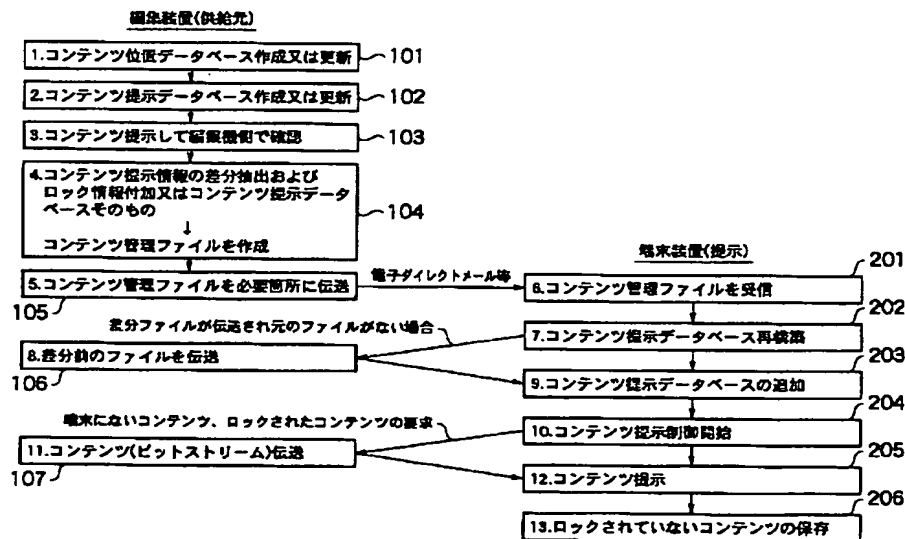 編集装置(供給元)
1.コンテンツ位置データベース作成又は更新
101
2.コンテンツ提示データベース作成又は更新
102
3.コンテンツ提示して編集機側で確認
103
4.コンテンツ提示情報の差分抽出および
ロック情報付加又はコンテンツ提示データ
ベースそのもの
↓
コンテンツ管理ファイルを作成
104
5.コンテンツ管理ファイルを必要箇所に伝送
105
電子ダイレクトメール等
端末装置(提示)
201
6.コンテンツ管理ファイルを受信
202
差分ファイルが伝送され元のファイルがない場合
7.コンテンツ提示データベース再構築
8.差分前のファイルを伝送
106
203
9.コンテンツ提示データベースの追加
204
端末にないコンテンツ、ロックされたコンテンツの要求
10.コンテンツ提示制御開始
11.コンテンツ(ビットストリーム)伝送
107
205
12.コンテンツ提示
206
13.ロックされていないコンテンツの保存